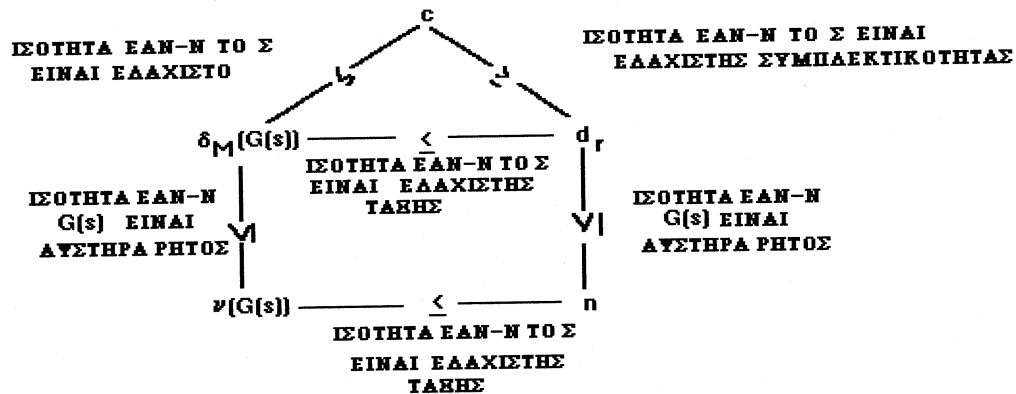 c
ΙΣΟΤΗΤΑ ΕΑΝ-Ν ΤΟ Σ
ΕΙΝΑΙ ΕΛΑΧΙΣΤΟ
ΙΣΟΤΗΤΑ ΕΑΝ-Ν ΤΟ Σ ΕΙΝΑΙ
ΕΛΑΧΙΣΤΗΣ ΣΥΜΠΛΕΚΤΙΚΟΤΗΤΑΣ
≤ ≤
δM(G(s)) ≤ dr
ΙΣΟΤΗΤΑ ΕΑΝ-Ν ΤΟ Σ
ΕΙΝΑΙ ΕΛΑΧΙΣΤΗΣ
ΤΑΞΗΣ
ΙΣΟΤΗΤΑ ΕΑΝ-Ν
G(s) ΕΙΝΑΙ
ΑΥΣΤΗΡΑ ΡΗΤΟΣ
≥ ≥
ΙΣΟΤΗΤΑ ΕΑΝ-Ν
G(s) ΕΙΝΑΙ
ΑΥΣΤΗΡΑ ΡΗΤΟΣ
ν(G(s)) ≤ n
ΙΣΟΤΗΤΑ ΕΑΝ-Ν ΤΟ Σ
ΕΙΝΑΙ ΕΛΑΧΙΣΤΗΣ
ΤΑΞΗΣ